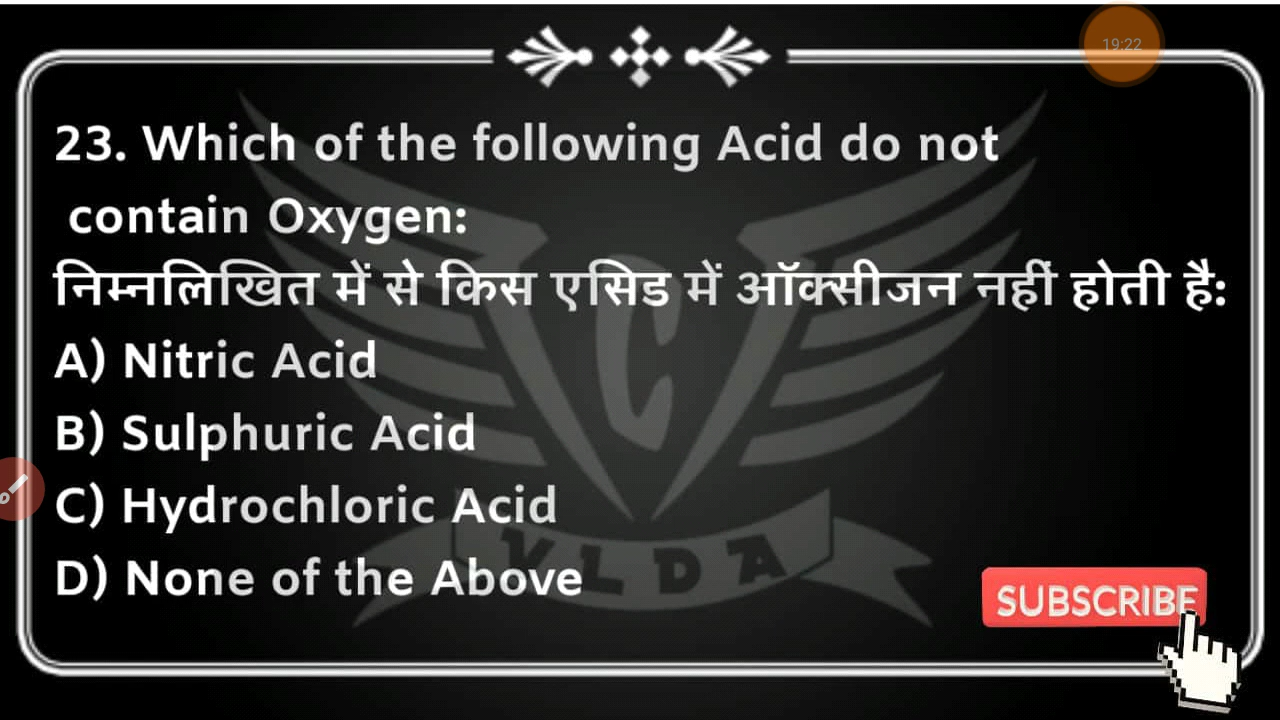 19:22
23. Which of the following Acid do not
contain Oxygen:
निम्नलिखित में से किस एसिड में ऑक्सीजन नहीं होती है:
A) Nitric Acid
B) Sulphuric Acid
C) Hydrochloric Acid
D) None of the Above
VLDA
SUBSCRIBE